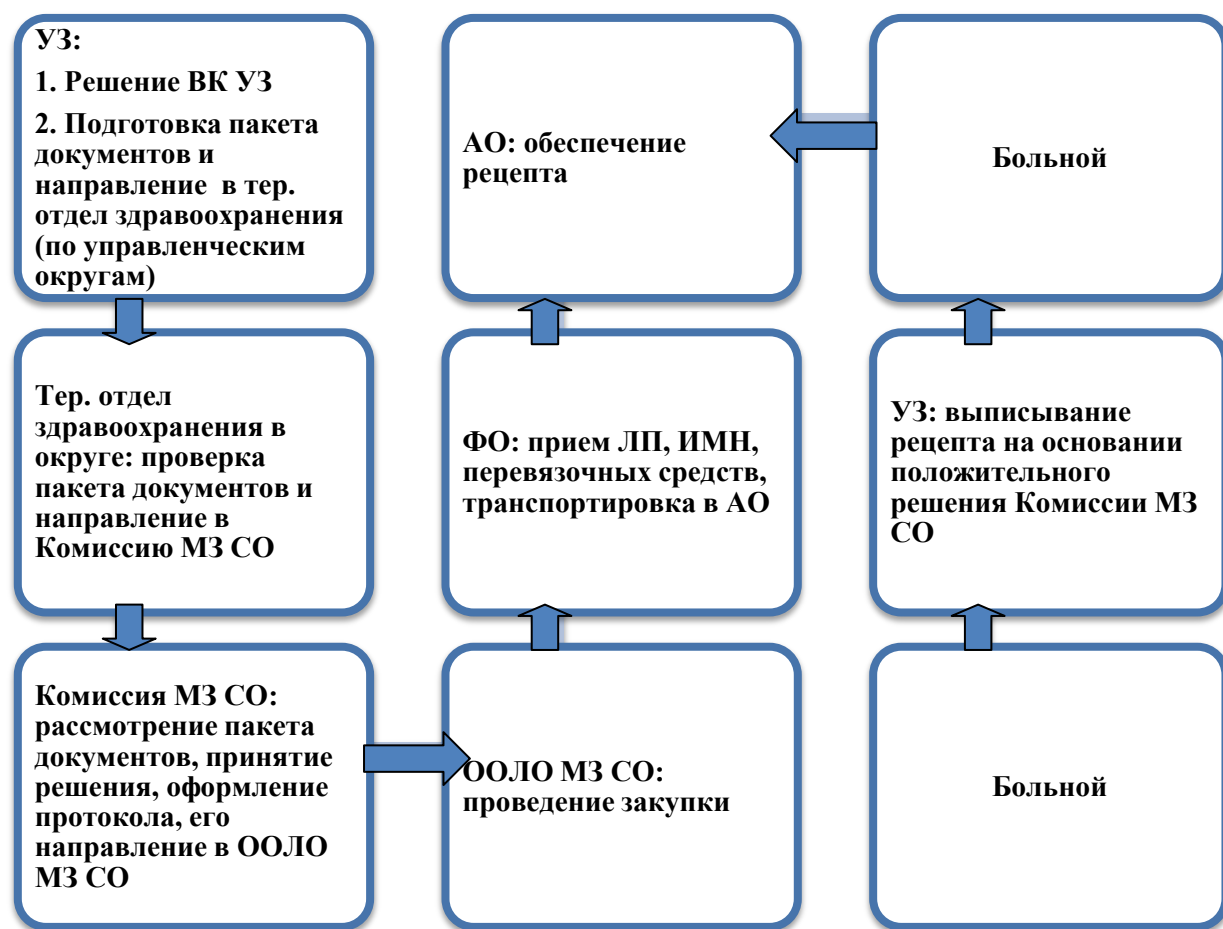 УЗ:
1. Решение ВК УЗ
2. Подготовка пакета
документов и
направление в тер.
отдел здравоохранения
(по управленческим
округам)
Тер. отдел
здравоохранения в
округе: проверка
пакета документов и
направление в
Комиссию МЗ СО
Комиссия МЗ СО:
рассмотрение пакета
документов, принятие
решения, оформление
протокола, его
направление в ООЛО
МЗ СО
ООЛО МЗ СО:
проведение закупки
ФО: прием ЛП, ИМН,
перевязочных средств,
транспортировка в АО
АО: обеспечение
рецепта
Больной
УЗ: выписывание
рецепта на основании
положительного
решения Комиссии МЗ
СО
Больной